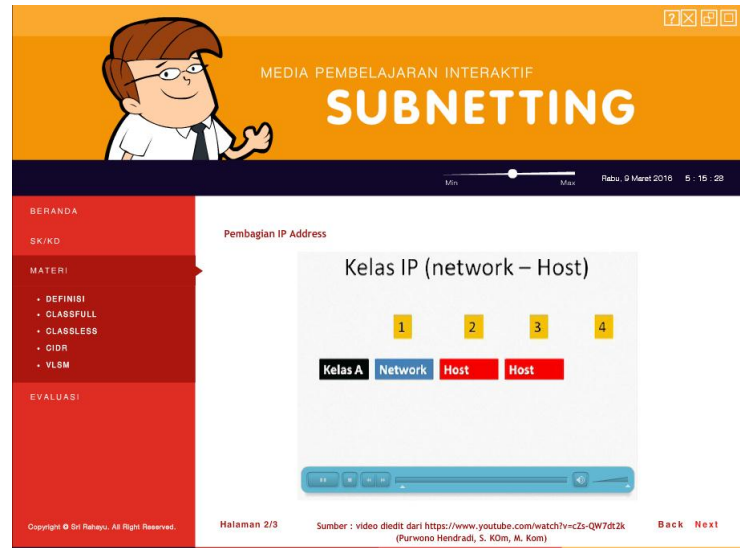 MEDIA PEMBELAJARAN INTERAKTIF
SUBNETTING
Min
Max
Rabu, 9 Maret 2016
5 : 15 : 23
BERANDA
SK/KD
MATERI
• DEFINISI
• CLASSFULL
• CLASSLESS
• CIDR
• VLSM
EVALUASI
Pembagian IP Address
Kelas IP (network – Host)
1 2 3 4
Kelas A Network Host Host
Copyright © Sri Rahayu. All Right Reserved.
Halaman 2/3
Sumber : video diedit dari https://www.youtube.com/watch?v=cZs-QW7dt2k
(Purwono Hendradi, S. KOm, M. Kom)
Back Next